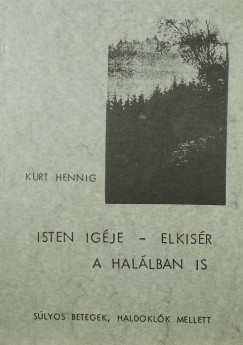 KURT HENNIG
ISTEN IGÉJE - ELKISÉR
A HALÁLBAN IS
SÚLYOS BETEGEK, HALDOKLÓK MELLETT